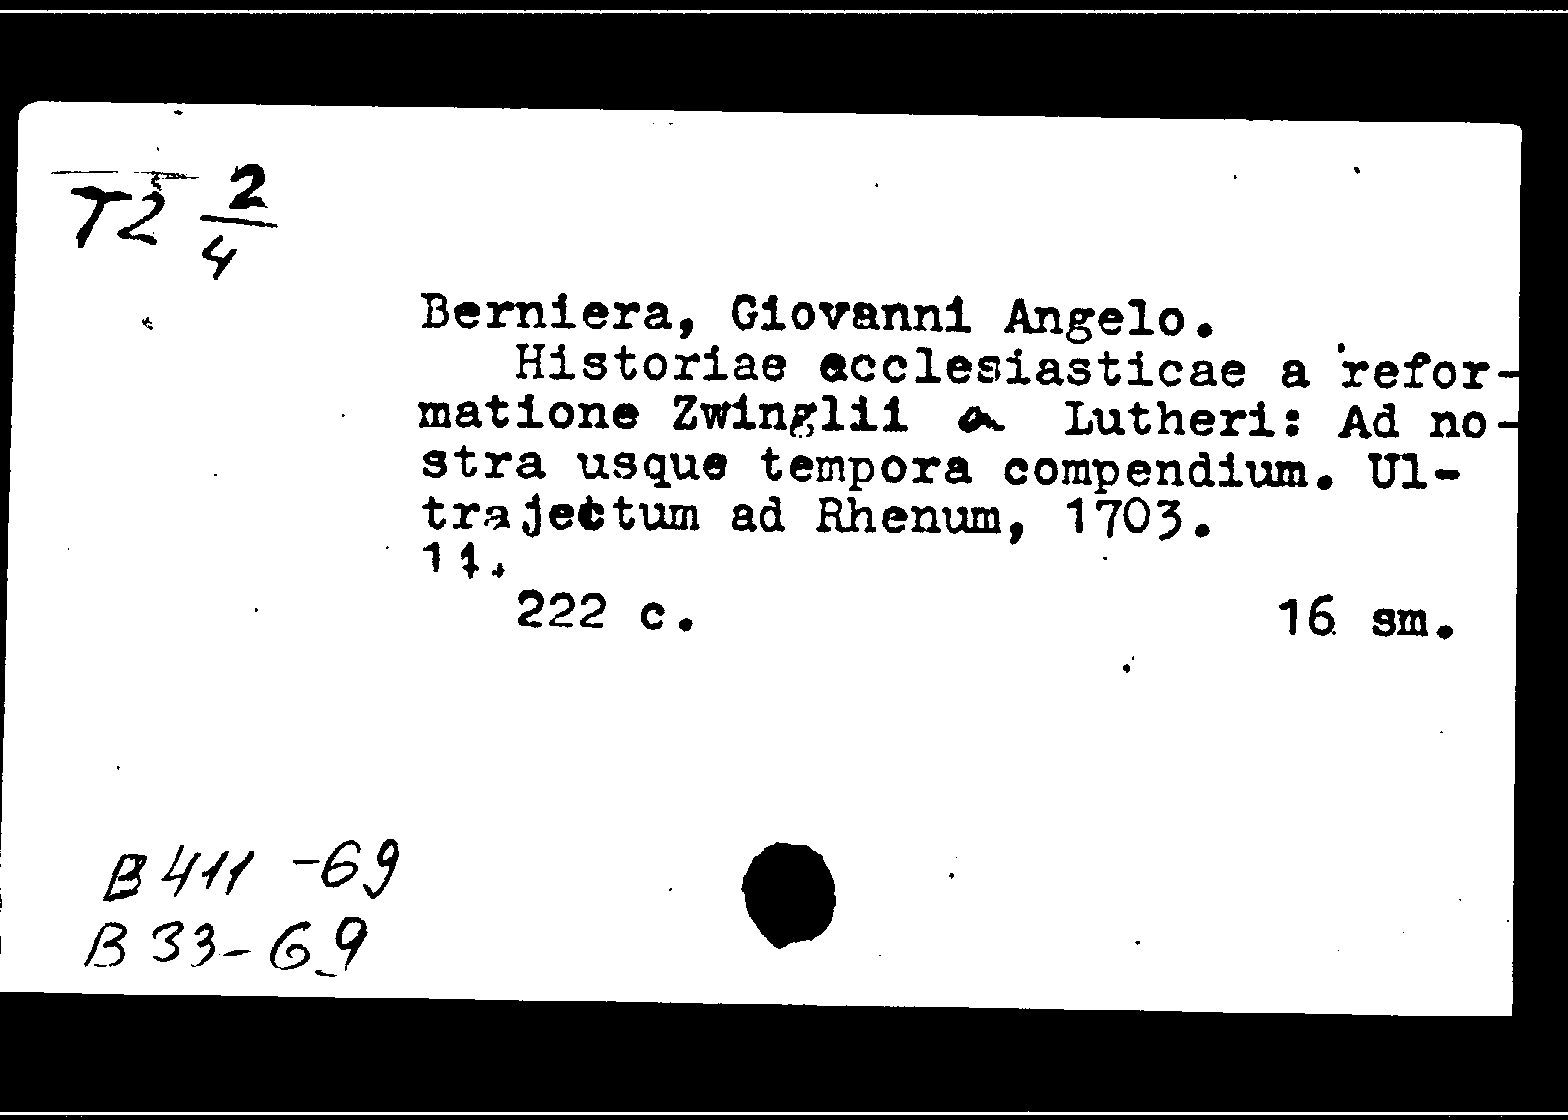 T2 2/4
Berniera, Giovanni Angelo.
Historiae ecclesiasticae a refor-
matione Zwinglii a Lutheri: Ad no-
stra usque tempora compendium. Ul-
trajectum ad Rhenum, 1703.
11.
222 c. 16 sm.
B 411 -69
B 33-69